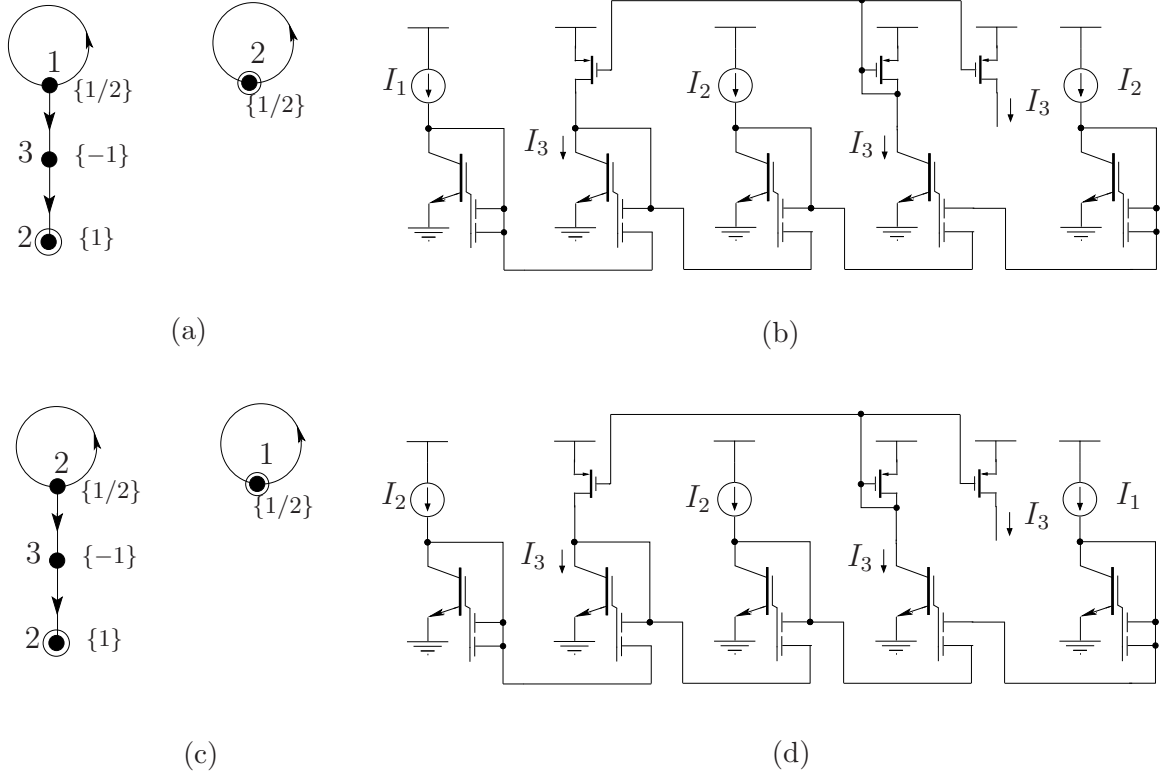 1
{1/2}
3
{−1}
2
{1}
2
{1/2}
(a)
I₁
I₃
I₂
I₃
I₃
I₂
(b)
2
{1/2}
3
{−1}
2
{1}
1
{1/2}
(c)
I₂
I₃
I₂
I₃
I₃
I₁
(d)